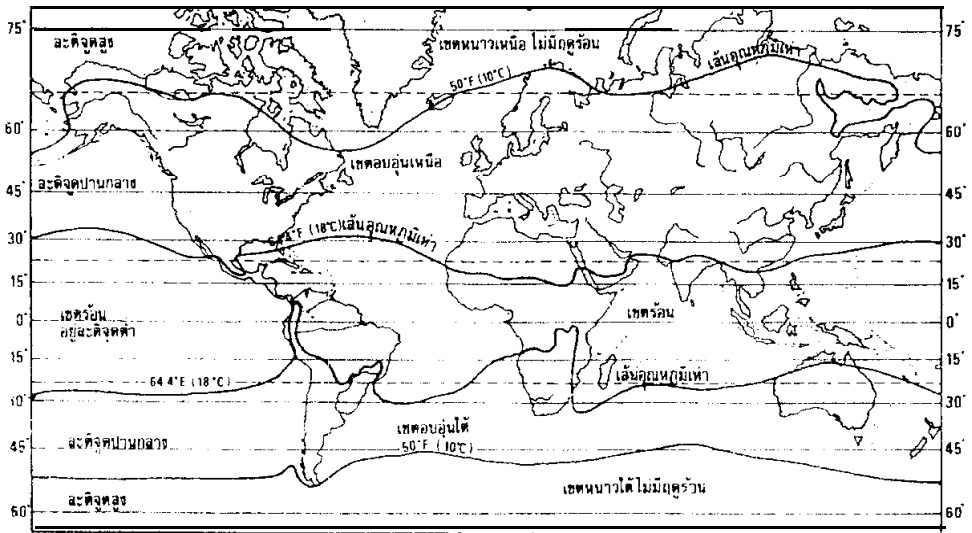 75° 75°
ละติจูดสูง
เขตหนาวเหนือ ไม่มีฤดูร้อน
เส้นอุณหภูมิเท่า
50°F (10°C)
60° 60°
เขตอบอุ่นเหนือ
ละติจูดปานกลาง
45° 45°
(18°C)เส้นอุณหภูมิเท่า
30° 30°
15° 15°
เขตร้อน
อยู่ละติจุดต่ำ
เขตร้อน
0° 0°
15° 15°
64.4°F (18°C)
เส้นอุณหภูมิเท่า
30°
เขตอบอุ่นใต้
50°F (10°C)
ละติจูดปวนกลาง
45° 45°
เขตหนาวใต้ ไม่มีฤดูร้วน
ละติจูดสูง
60° 60°